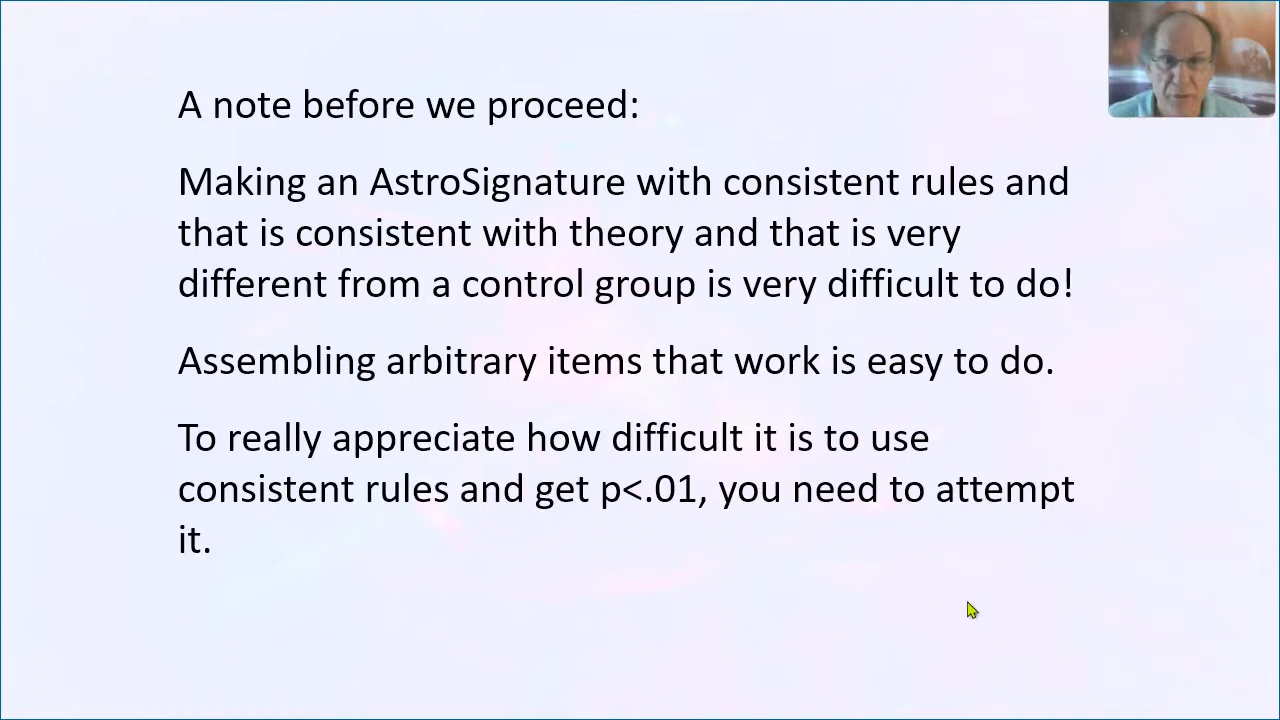 A note before we proceed:
Making an AstroSignature with consistent rules and
that is consistent with theory and that is very
different from a control group is very difficult to do!
Assembling arbitrary items that work is easy to do.
To really appreciate how difficult it is to use
consistent rules and get p<.01, you need to attempt
it.